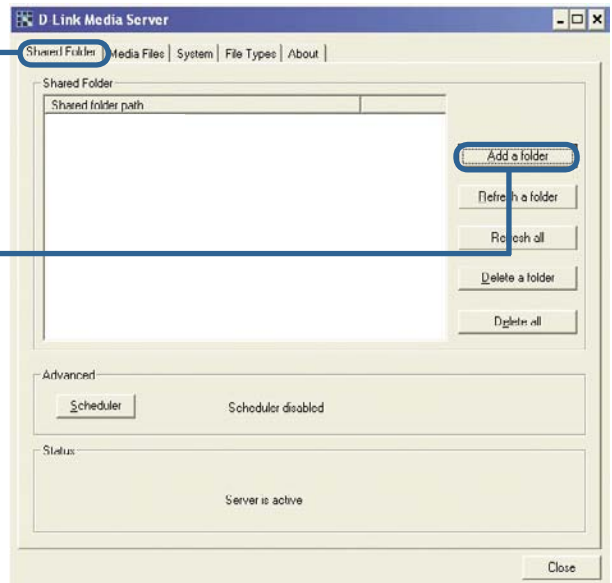 D-Link Media Server
Shared Folder Media Files System File Types About
Shared Folder
Shared folder path
Add a folder
Refresh a folder
Refresh all
Delete a folder
Delete all
Advanced
Scheduler
Scheduler disabled
Status
Server is active
Close